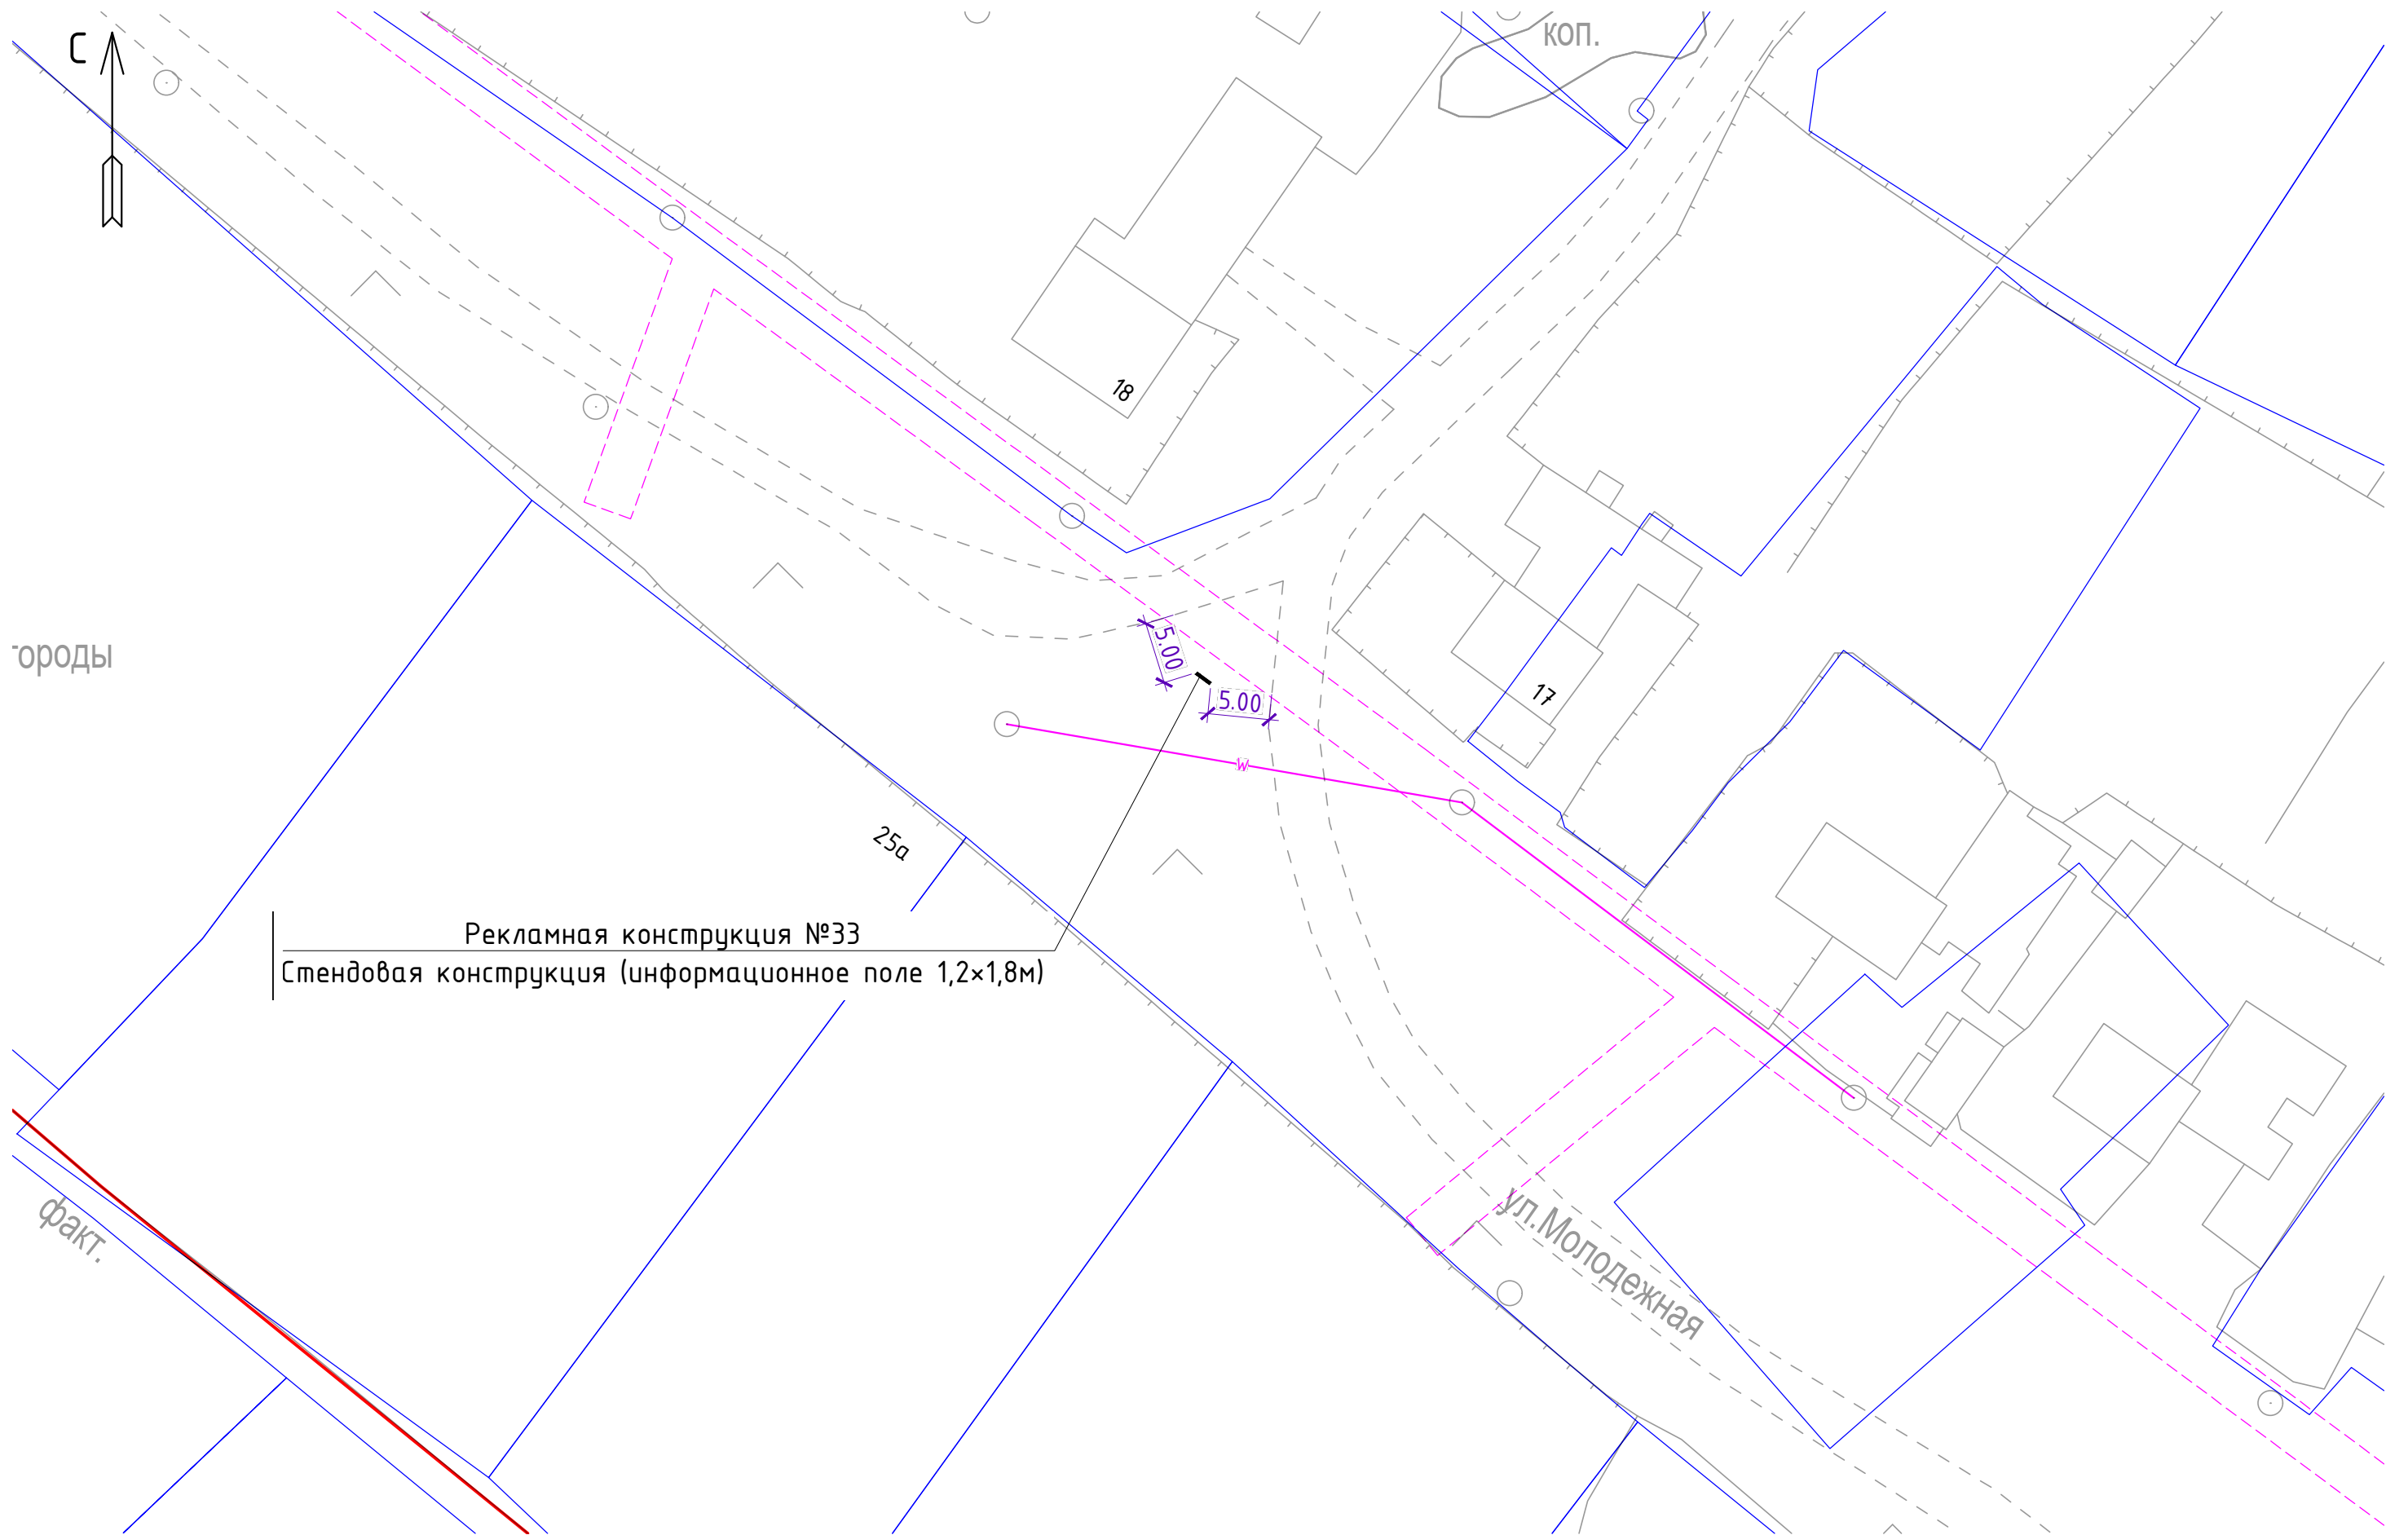 С
коп.
18
ороды
5.00
5.00
17
W
25а
Рекламная конструкция №33
Стендовая конструкция (информационное поле 1,2×1,8м)
факт.
ул.Молодежная